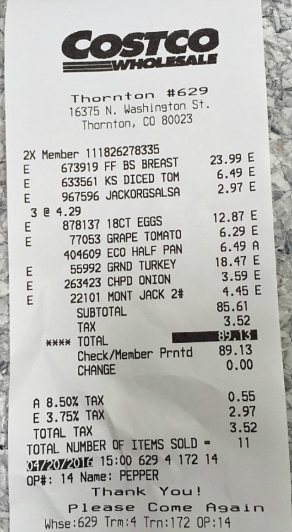 COSTCO
WHOLESALE
Thornton #629
16375 N. Washington St.
Thornton, CO 80023
2X Member 111826278335
E 673919 FF BS BREAST 23.99 E
E 633561 KS DICED TOM 6.49 E
E 967596 JACKORGSALSA 2.97 E
3 @ 4.29
E 878137 18CT EGGS 12.87 E
E 77053 GRAPE TOMATO 6.29 E
404609 ECO HALF PAN 6.49 A
E 55992 GRND TURKEY 18.47 E
E 263423 CHPD ONION 3.59 E
E 22101 MONT JACK 2# 4.45 E
SUBTOTAL 85.61
TAX 3.52
**** TOTAL 89.13
Check/Member Prntd 89.13
CHANGE 0.00
A 8.50% TAX 0.55
E 3.75% TAX 2.97
TOTAL TAX 3.52
TOTAL NUMBER OF ITEMS SOLD = 11
04/20/2016 15:00 629 4 172 14
OP#: 14 Name: PEPPER
Thank You!
Please Come Again
Whse:629 Trm:4 Trn:172 OP:14